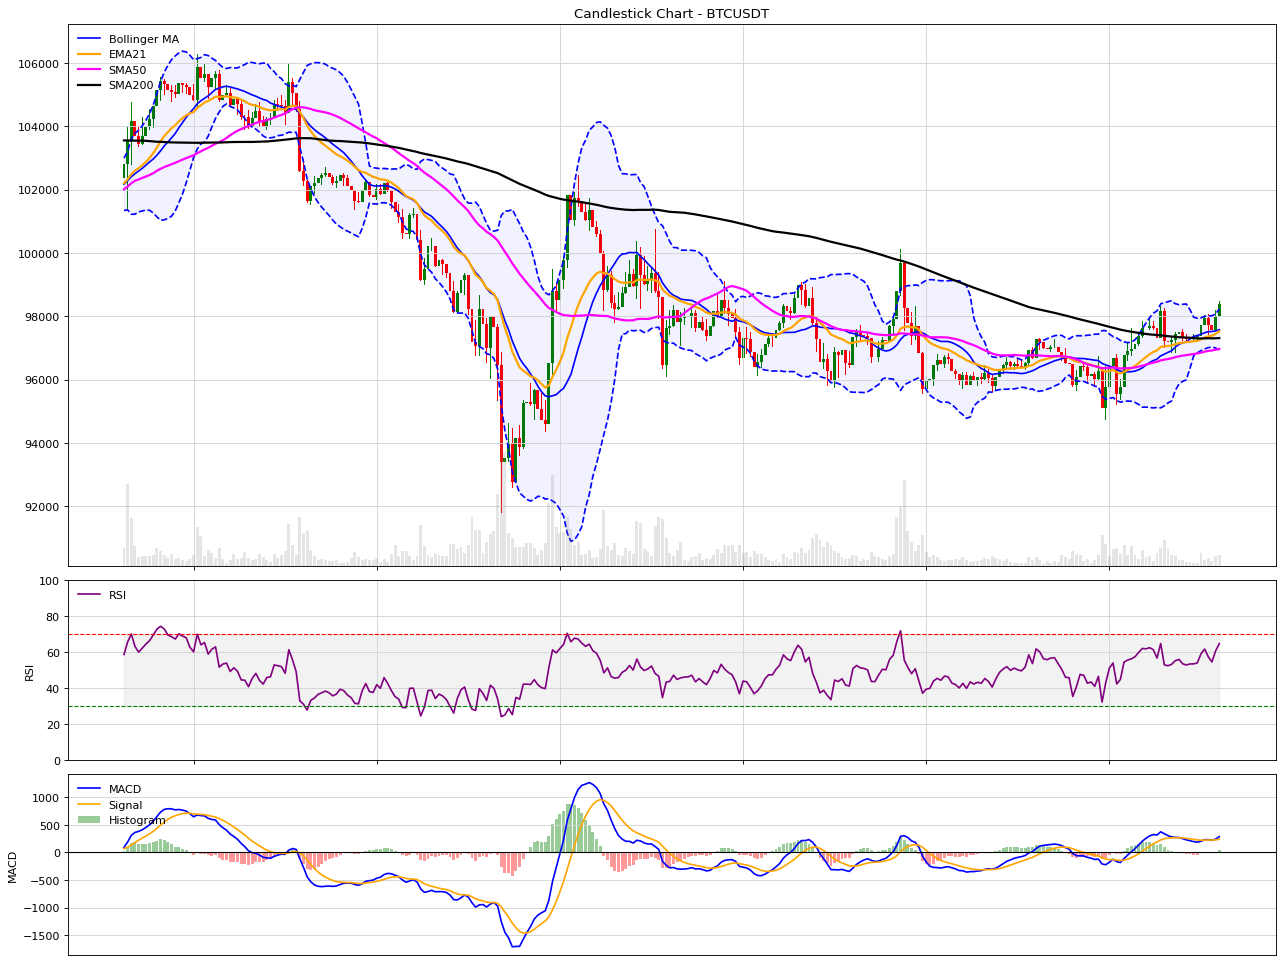 Candlestick Chart - BTCUSDT
Bollinger MA
EMA21
SMA50
SMA200
106000
104000
102000
100000
98000
96000
94000
92000
RSI
RSI
100
80
60
40
20
0
MACD
Signal
Histogram
MACD
1000
500
0
−500
−1000
−1500